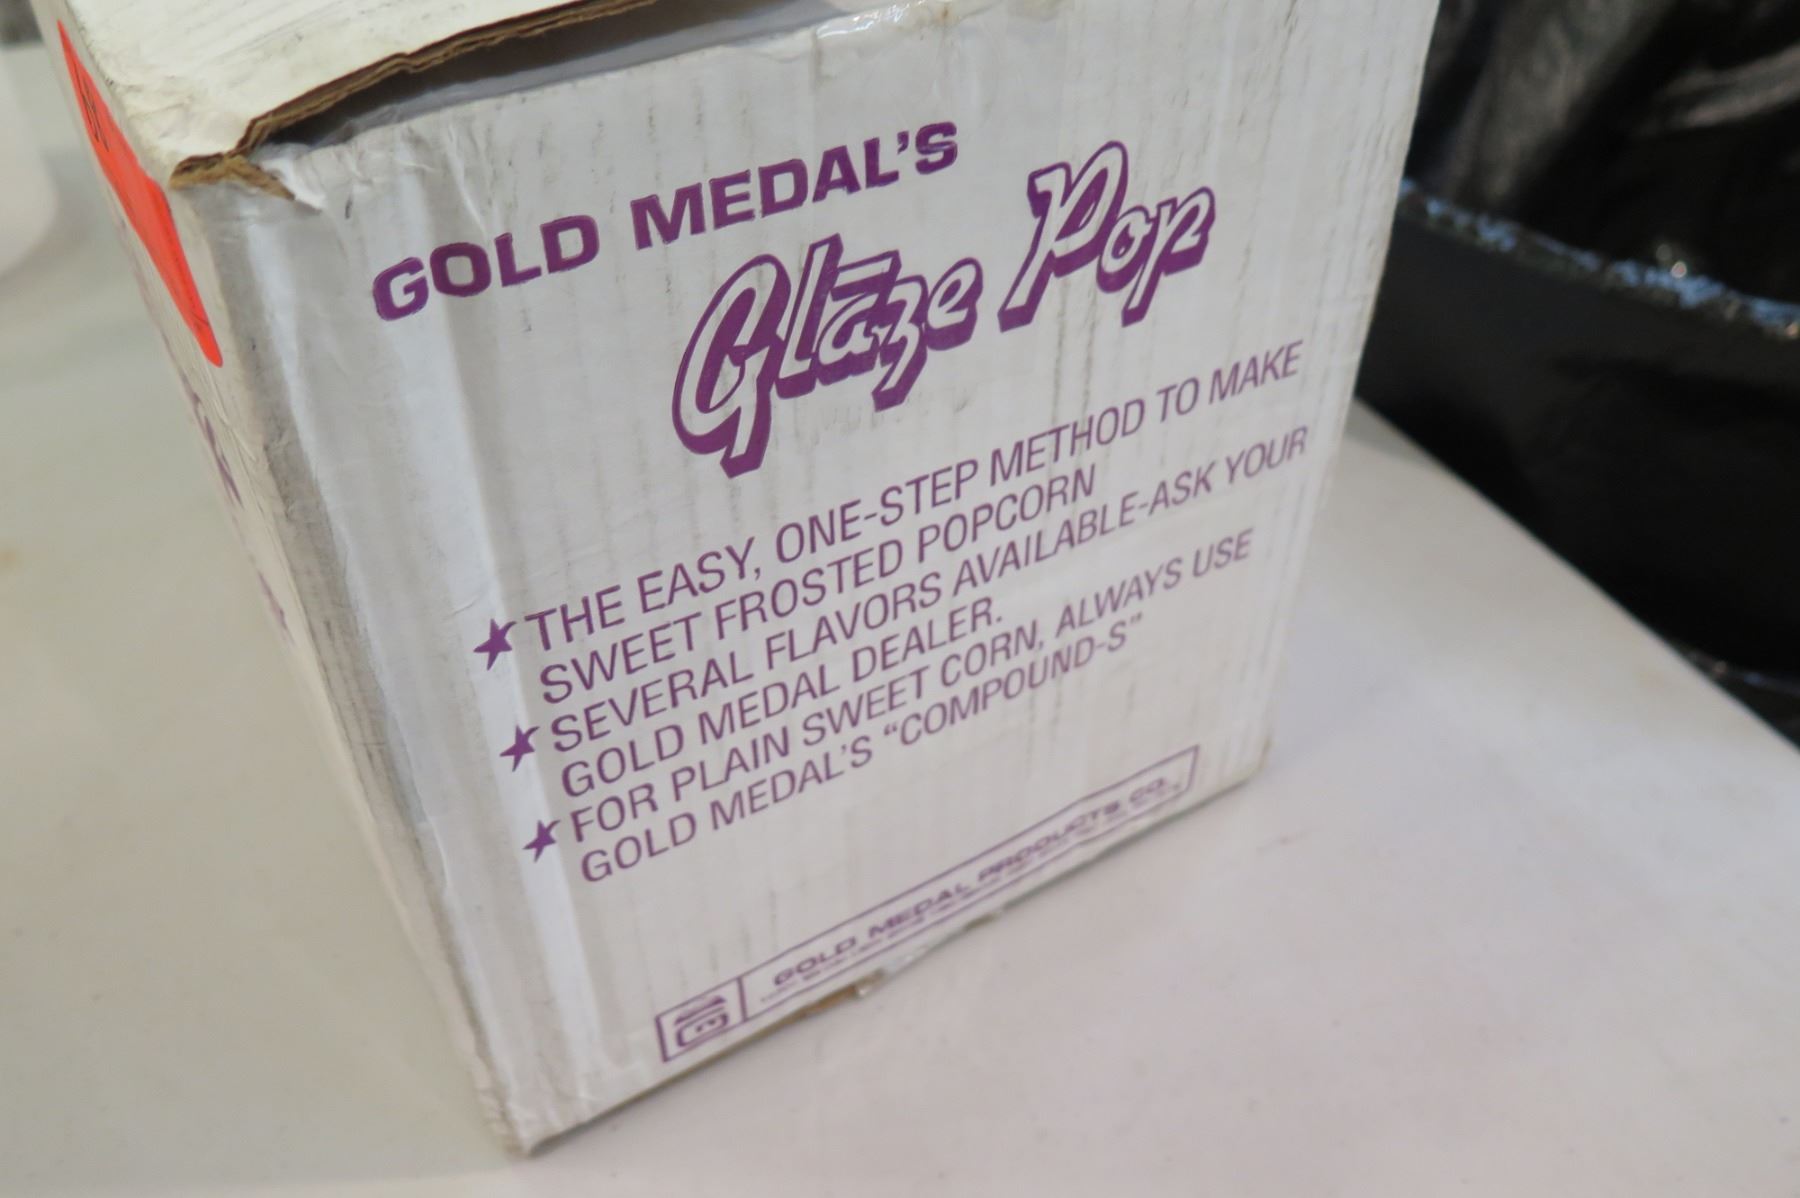 GOLD MEDAL'S
Glāze Pop
★ THE EASY, ONE-STEP METHOD TO MAKE
SWEET FROSTED POPCORN
★ SEVERAL FLAVORS AVAILABLE-ASK YOUR
GOLD MEDAL DEALER.
★ FOR PLAIN SWEET CORN, ALWAYS USE
GOLD MEDAL'S “COMPOUND-S”
GOLD MEDAL PRODUCTS CO.